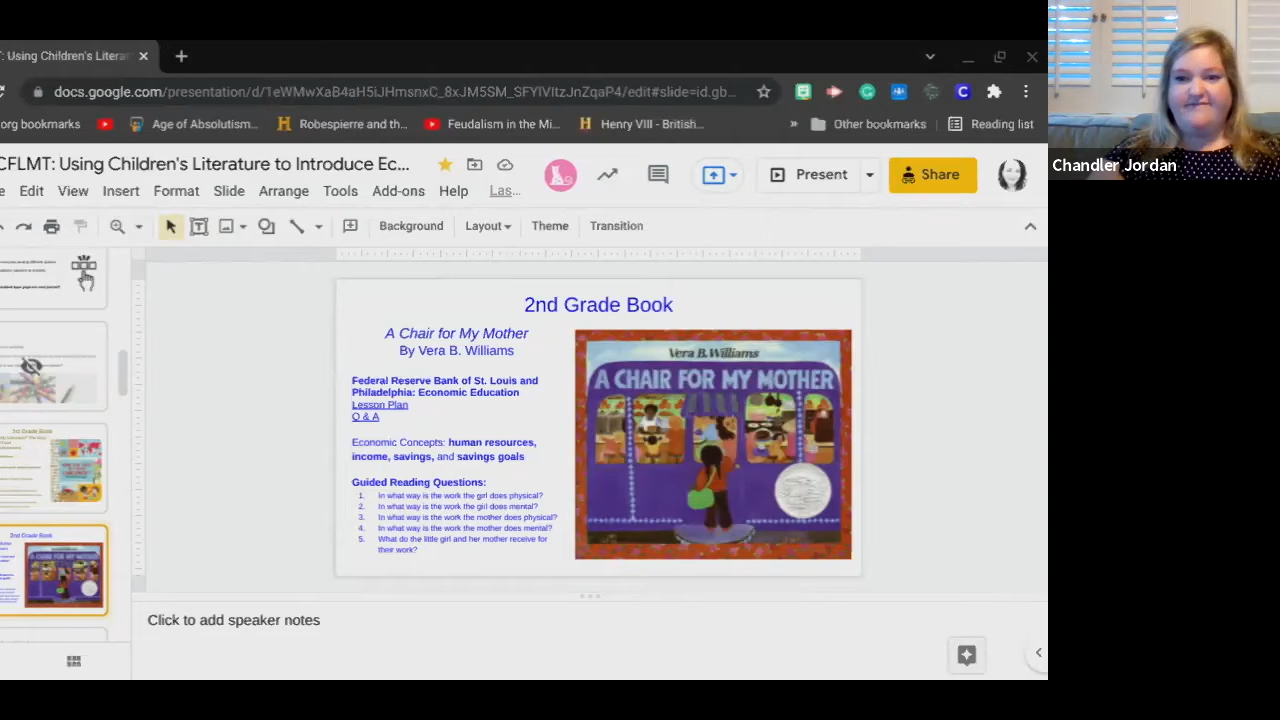 T: Using Children's Literat
docs.google.com/presentation/d/1eWMwXaB4aH5iJHmsnxC_8xJM5SM_SFYIVItzJnZqaP4/edit#slide=id.gb...
org bookmarks
Age of Absolutism...
Robespierre and th...
Feudalism in the Mi...
Henry VIII - British...
»
Other bookmarks
Reading list
CFLMT: Using Children's Literature to Introduce Ec...
Present
Share
e Edit View Insert Format Slide Arrange Tools Add-ons Help Las...
Background Layout Theme Transition
Chandler Jordan
2nd Grade Book
A Chair for My Mother
By Vera B. Williams
Federal Reserve Bank of St. Louis and
Philadelphia: Economic Education
Lesson Plan
Q & A
Economic Concepts: human resources,
income, savings, and savings goals
Guided Reading Questions:
1. In what way is the work the girl does physical?
2. In what way is the work the girl does mental?
3. In what way is the work the mother does physical?
4. In what way is the work the mother does mental?
5. What do the little girl and her mother receive for
their work?
Vera B. Williams
A CHAIR FOR MY MOTHER
3rd Grade Book
2nd Grade Book
Click to add speaker notes